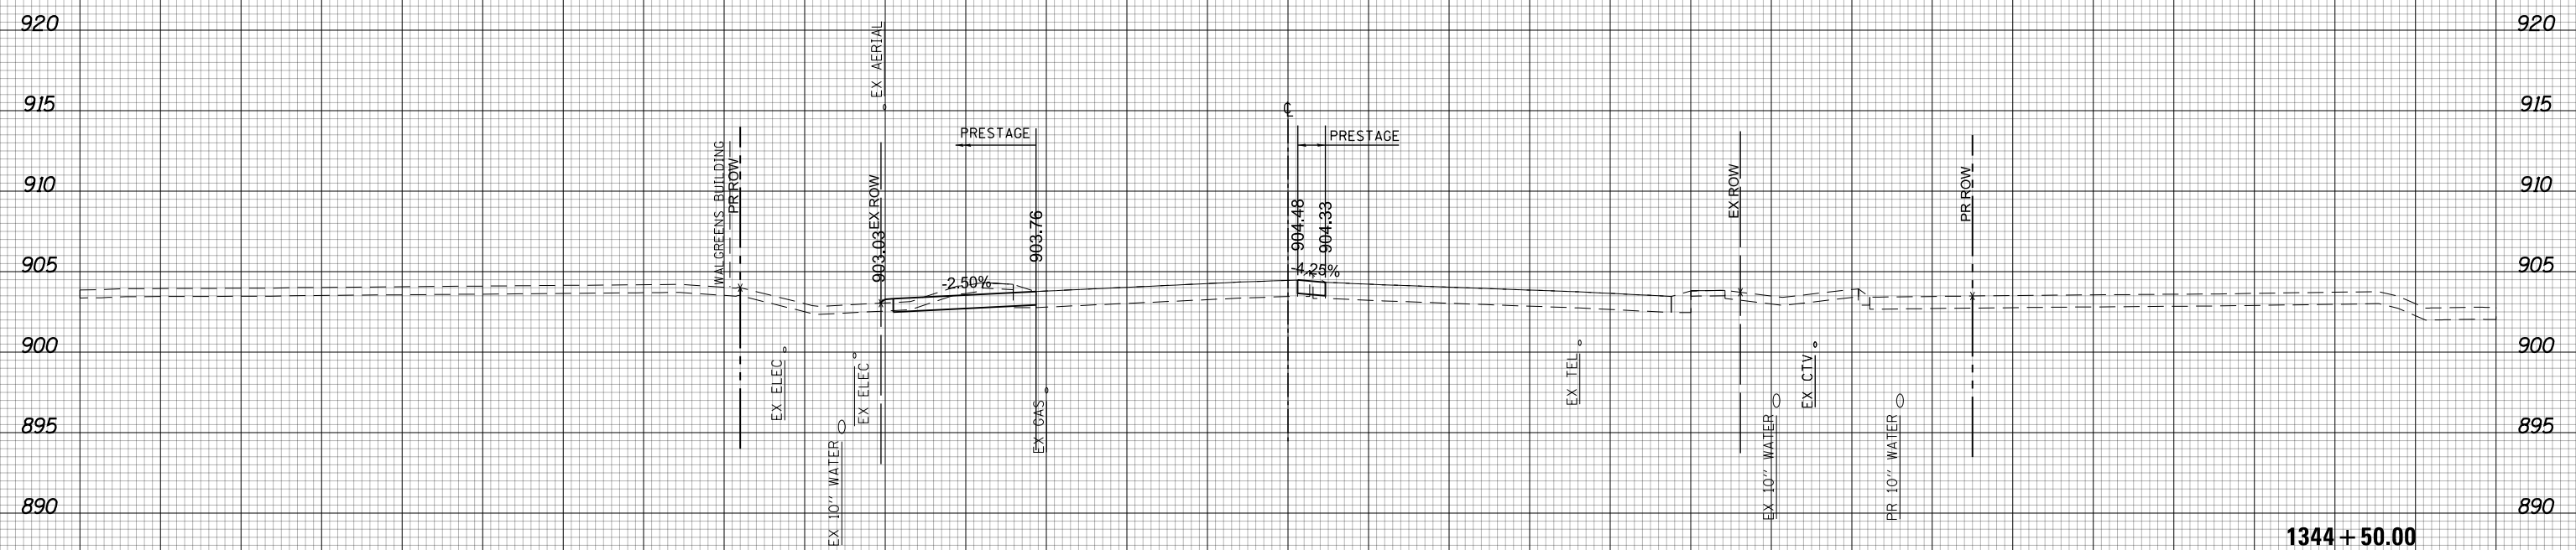 920
920
EX AERIAL
915
915
℄
PRESTAGE
PRESTAGE
WALGREENS BUILDING
PR ROW
EX ROW
EX ROW
PR ROW
910
910
903.03
903.76
904.48
904.33
905
905
-2.50%
-4.25%
900
900
EX ELEC
EX ELEC
EX 10'' WATER
EX GAS
EX TEL
EX 10'' WATER
EX CTV
PR 10'' WATER
895
895
890
890
1344+50.00